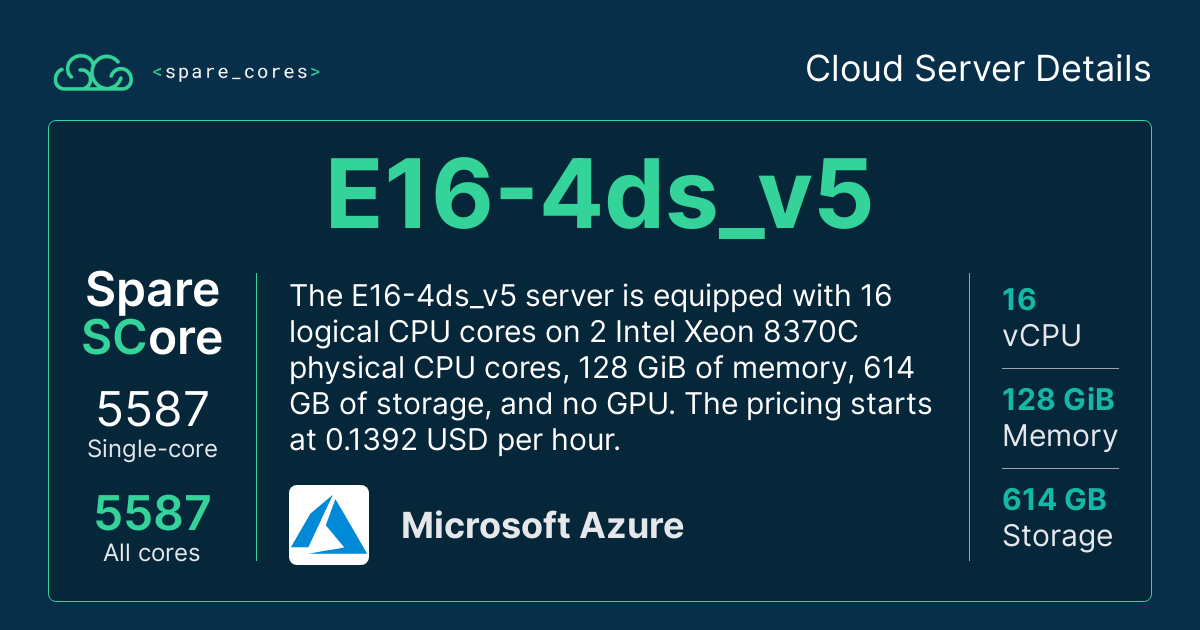 <spare_cores>
Cloud Server Details
E16-4ds_v5
Spare
SCore
5587
Single-core
5587
All cores
The E16-4ds_v5 server is equipped with 16
logical CPU cores on 2 Intel Xeon 8370C
physical CPU cores, 128 GiB of memory, 614
GB of storage, and no GPU. The pricing starts
at 0.1392 USD per hour.
Microsoft Azure
16
vCPU
128 GiB
Memory
614 GB
Storage